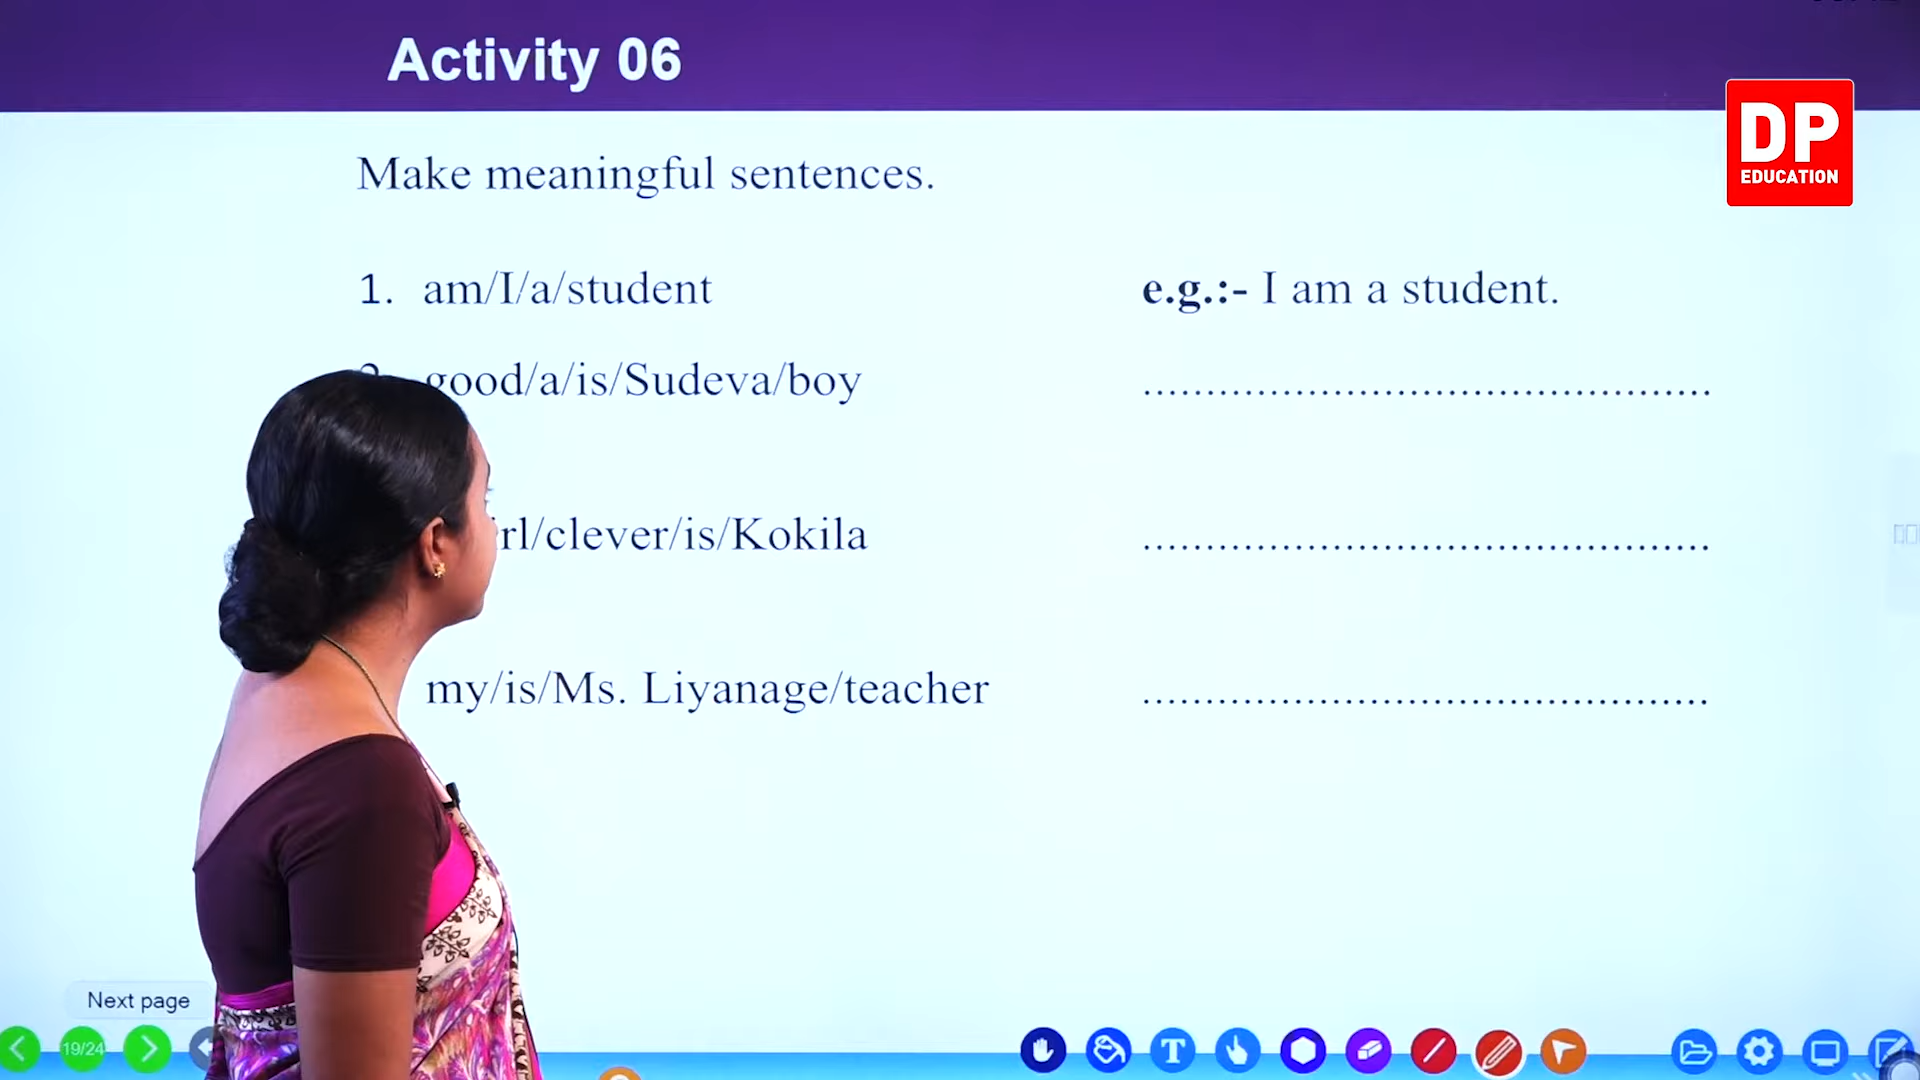 Activity 06
DP
EDUCATION
Make meaningful sentences.
1. am/I/a/student
e.g.:- I am a student.
good/a/is/Sudeva/boy
.............................................
/clever/is/Kokila
.............................................
my/is/Ms. Liyanage/teacher
.............................................
Next page
19/24
T